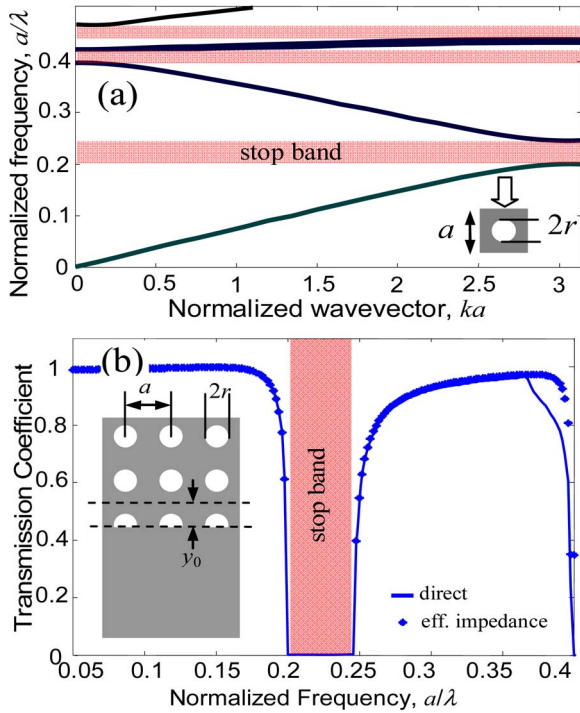 Normalized frequency, a/λ
0.4
0.3
0.2
0.1
0
(a)
stop band
a
2r
0
0.5
1
1.5
2
2.5
3
Normalized wavevector, ka
Transmission Coefficient
1
0.8
0.6
0.4
0.2
0
(b)
a
2r
y₀
stop band
direct
eff. impedance
0.05
0.1
0.15
0.2
0.25
0.3
0.35
0.4
Normalized Frequency, a/λ